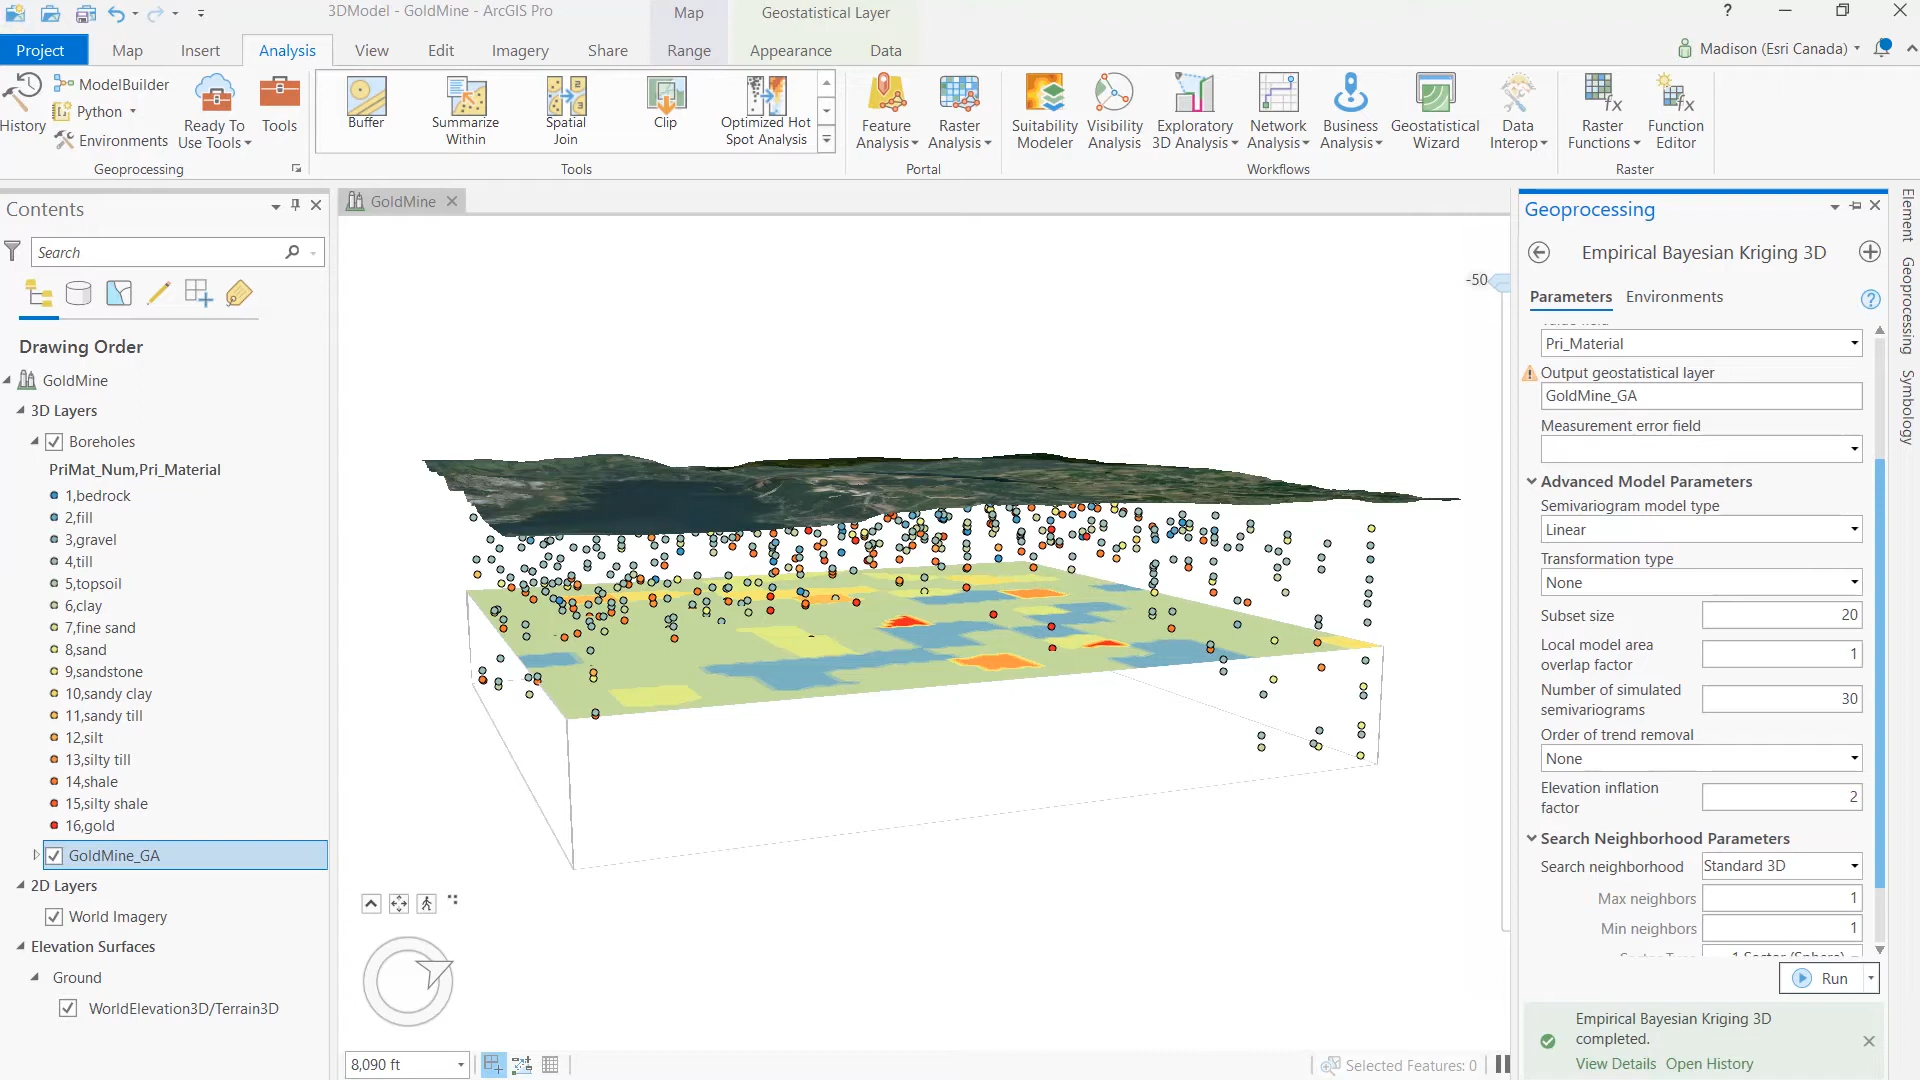 3DModel - GoldMine - ArcGIS Pro
Map
Geostatistical Layer
?
Project
Map
Insert
Analysis
View
Edit
Imagery
Share
Range
Appearance
Data
Madison (Esri Canada)
History
ModelBuilder
Python
Environments
Ready To
Use Tools
Tools
Geoprocessing
Buffer
Summarize
Within
Spatial
Join
Clip
Optimized Hot
Spot Analysis
Tools
Feature
Analysis
Raster
Analysis
Portal
Suitability
Modeler
Visibility
Analysis
Exploratory
3D Analysis
Network
Analysis
Business
Analysis
Geostatistical
Wizard
Data
Interop
Workflows
Raster
Functions
Function
Editor
Raster
Contents
Search
Drawing Order
GoldMine
3D Layers
Boreholes
PriMat_Num,Pri_Material
1,bedrock
2,fill
3,gravel
4,till
5,topsoil
6,clay
7,fine sand
8,sand
9,sandstone
10,sandy clay
11,sandy till
12,silt
13,silty till
14,shale
15,silty shale
16,gold
GoldMine_GA
2D Layers
World Imagery
Elevation Surfaces
Ground
WorldElevation3D/Terrain3D
GoldMine
-50
8,090 ft
Selected Features: 0
Geoprocessing
Empirical Bayesian Kriging 3D
Parameters
Environments
Pri_Material
Output geostatistical layer
GoldMine_GA
Measurement error field
Advanced Model Parameters
Semivariogram model type
Linear
Transformation type
None
Subset size
20
Local model area
overlap factor
1
Number of simulated
semivariograms
30
Order of trend removal
None
Elevation inflation
factor
2
Search Neighborhood Parameters
Search neighborhood
Standard 3D
Max neighbors
1
Min neighbors
1
1 Sector (Sphere)
Run
Empirical Bayesian Kriging 3D
completed.
View Details Open History
Element
Geoprocessing
Symbology